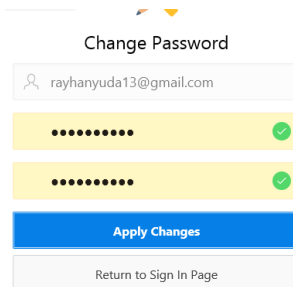 Change Password
rayhanyuda13@gmail.com
●●●●●●●●●●
●●●●●●●●●●
Apply Changes
Return to Sign In Page